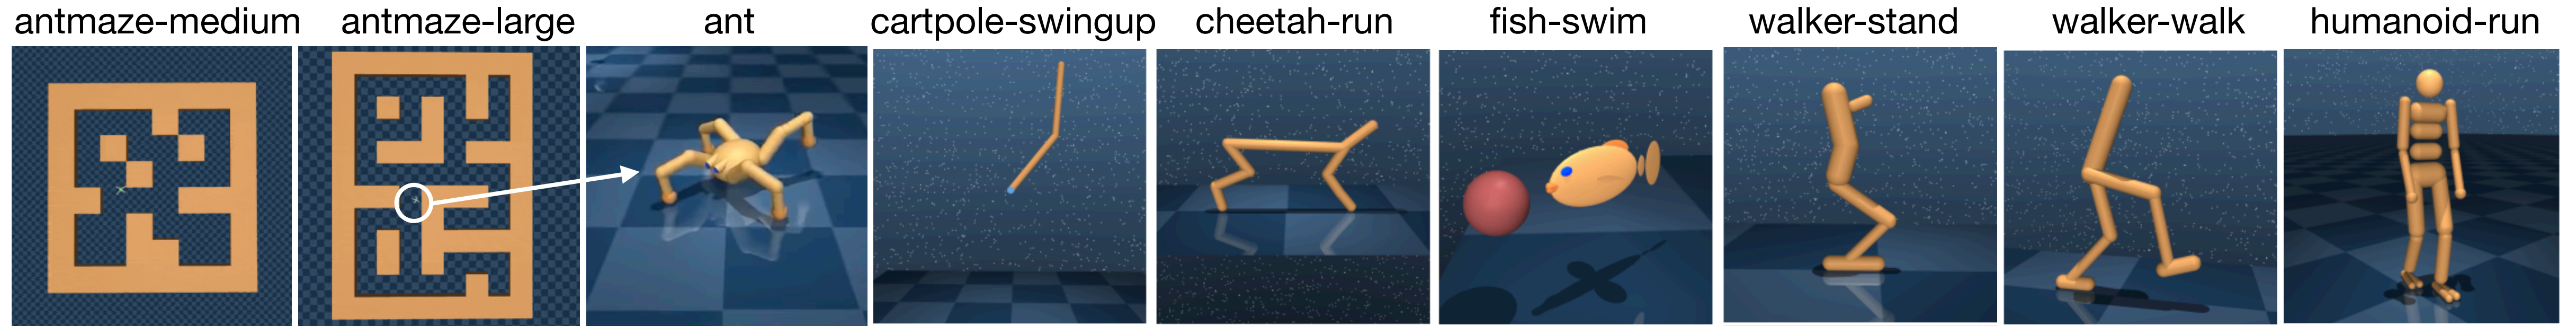 antmaze-medium
antmaze-large
ant
cartpole-swingup
cheetah-run
fish-swim
walker-stand
walker-walk
humanoid-run